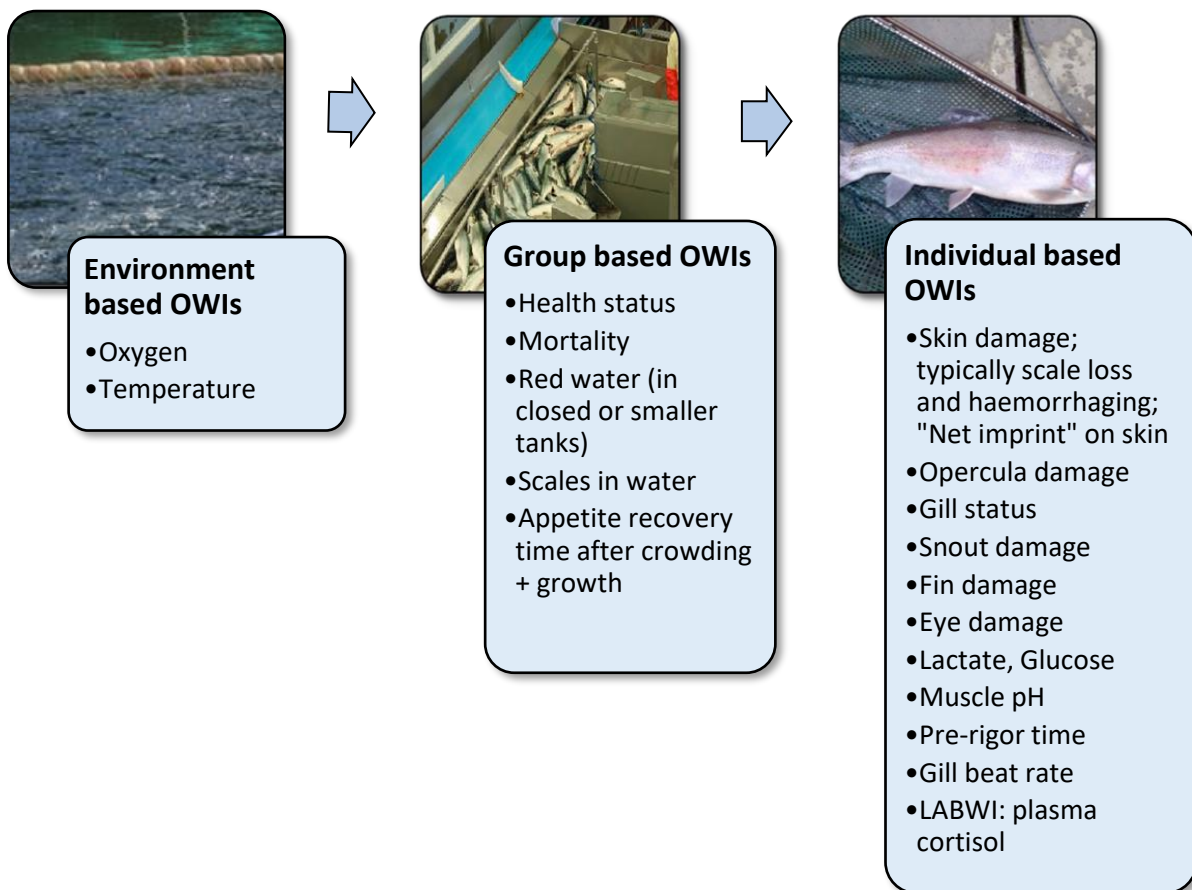 Environment
based OWIs
•Oxygen
•Temperature
Group based OWIs
•Health status
•Mortality
•Red water (in
closed or smaller
tanks)
•Scales in water
•Appetite recovery
time after crowding
+ growth
Individual based
OWIs
•Skin damage;
typically scale loss
and haemorrhaging;
"Net imprint" on skin
•Opercula damage
•Gill status
•Snout damage
•Fin damage
•Eye damage
•Lactate, Glucose
•Muscle pH
•Pre-rigor time
•Gill beat rate
•LABWI: plasma
cortisol